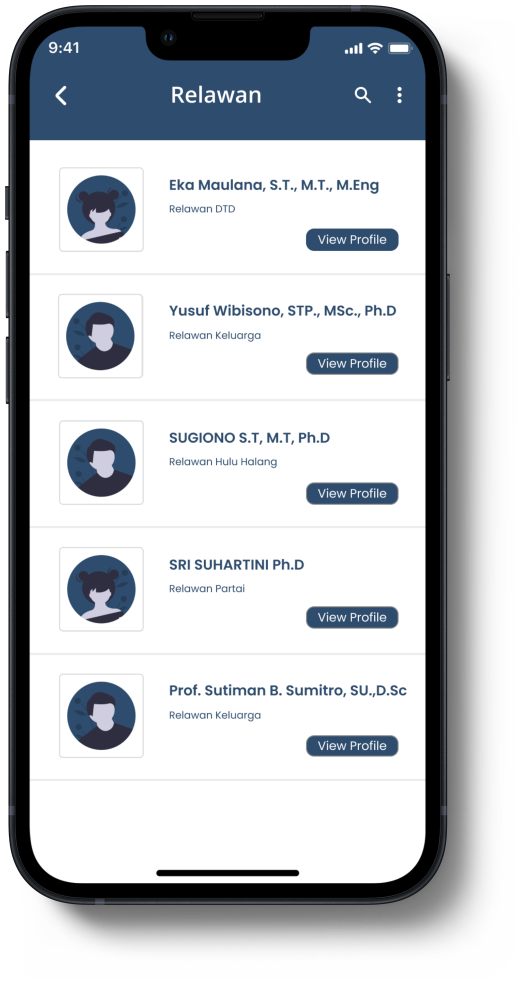 9:41
Relawan
Eka Maulana, S.T., M.T., M.Eng
Relawan DTD
View Profile
Yusuf Wibisono, STP., MSc., Ph.D
Relawan Keluarga
View Profile
SUGIONO S.T, M.T, Ph.D
Relawan Hulu Halang
View Profile
SRI SUHARTINI Ph.D
Relawan Partai
View Profile
Prof. Sutiman B. Sumitro, SU.,D.Sc
Relawan Keluarga
View Profile